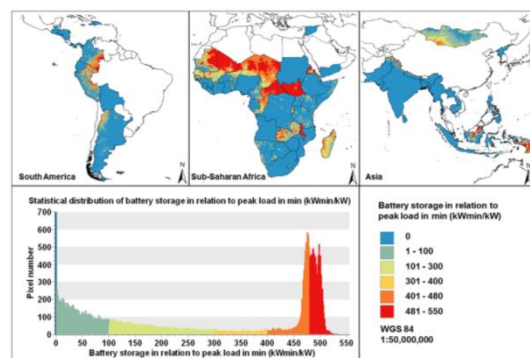 N
N
N
South America
Sub-Saharan Africa
Asia
Statistical distribution of battery storage in relation to peak load in min (kWmin/kW)
700
600
500
400
300
200
100
0
Pixel number
0 50 100 150 200 250 300 350 400 450 500 550
Battery storage in relation to peak load in min (kWmin/kW)
Battery storage in relation to
peak load in min (kWmin/kW)
0
1 - 100
101 - 300
301 - 400
401 - 480
481 - 550
WGS 84
1:50,000,000